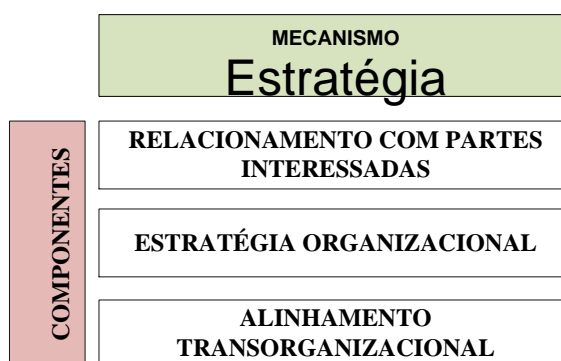 MECANISMO
Estratégia
COMPONENTES
RELACIONAMENTO COM PARTES
INTERESSADAS
ESTRATÉGIA ORGANIZACIONAL
ALINHAMENTO
TRANSORGANIZACIONAL